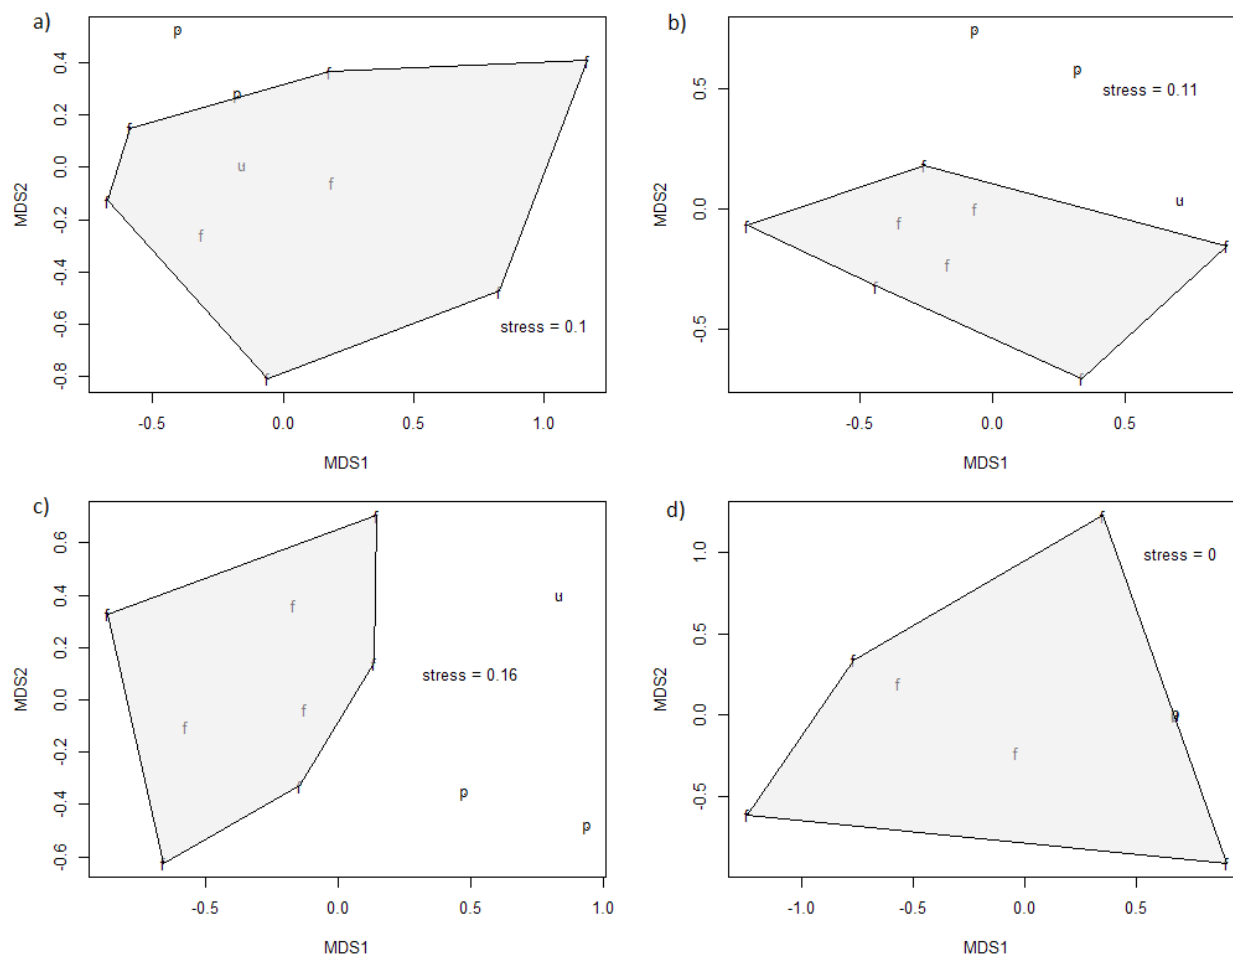 a)
p
f
f
p
f
u
f
f
f
f
f
stress = 0.1
MDS2
0.4
0.2
0.0
-0.2
-0.4
-0.6
-0.8
-0.5
0.0
0.5
1.0
MDS1
b)
p
p
stress = 0.11
f
u
f
f
f
f
f
f
f
MDS2
0.5
0.0
-0.5
-0.5
0.0
0.5
MDS1
c)
f
u
f
f
f
stress = 0.16
f
f
f
p
p
f
MDS2
0.6
0.4
0.2
0.0
-0.2
-0.4
-0.6
-0.5
0.0
0.5
1.0
MDS1
d)
f
stress = 0
f
f
f
f
f
MDS2
1.0
0.5
0.0
-0.5
-1.0
-0.5
0.0
0.5
MDS1